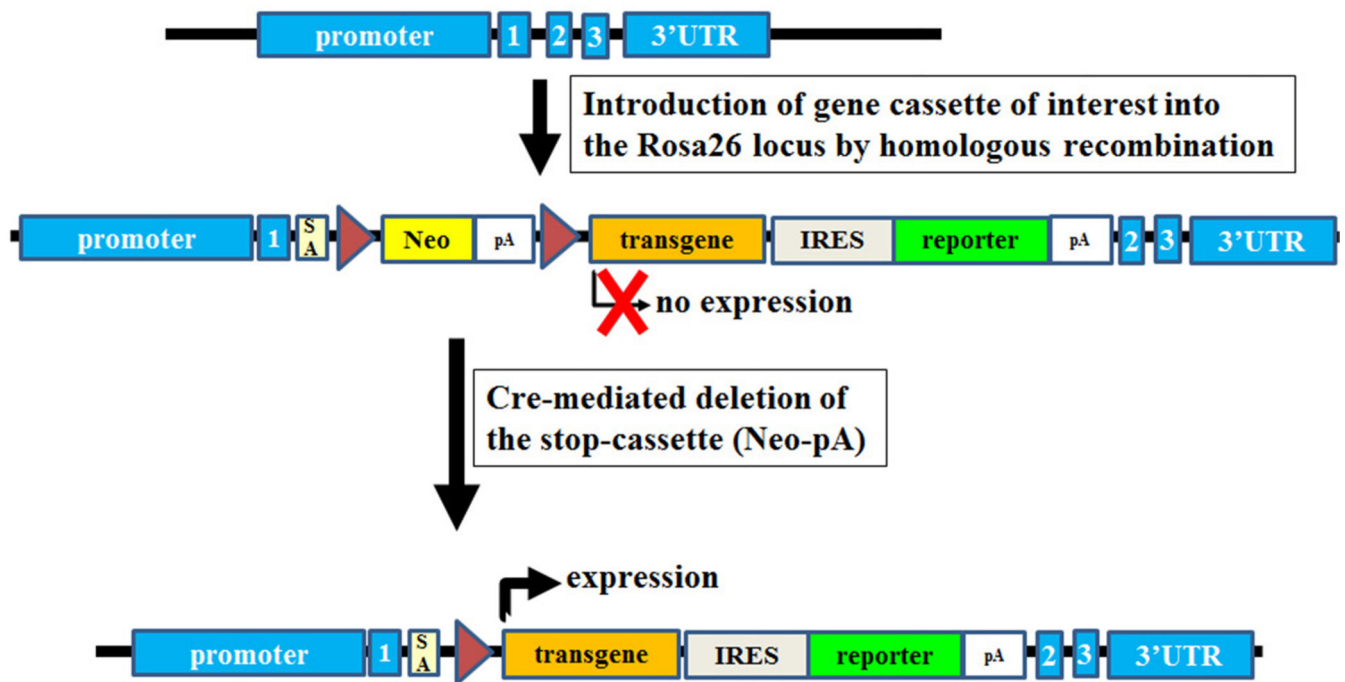 promoter 1 2 3 3’UTR
Introduction of gene cassette of interest into
the Rosa26 locus by homologous recombination
promoter 1 SA Neo pA transgene IRES reporter pA 2 3 3’UTR
no expression
Cre-mediated deletion of
the stop-cassette (Neo-pA)
expression
promoter 1 SA transgene IRES reporter pA 2 3 3’UTR